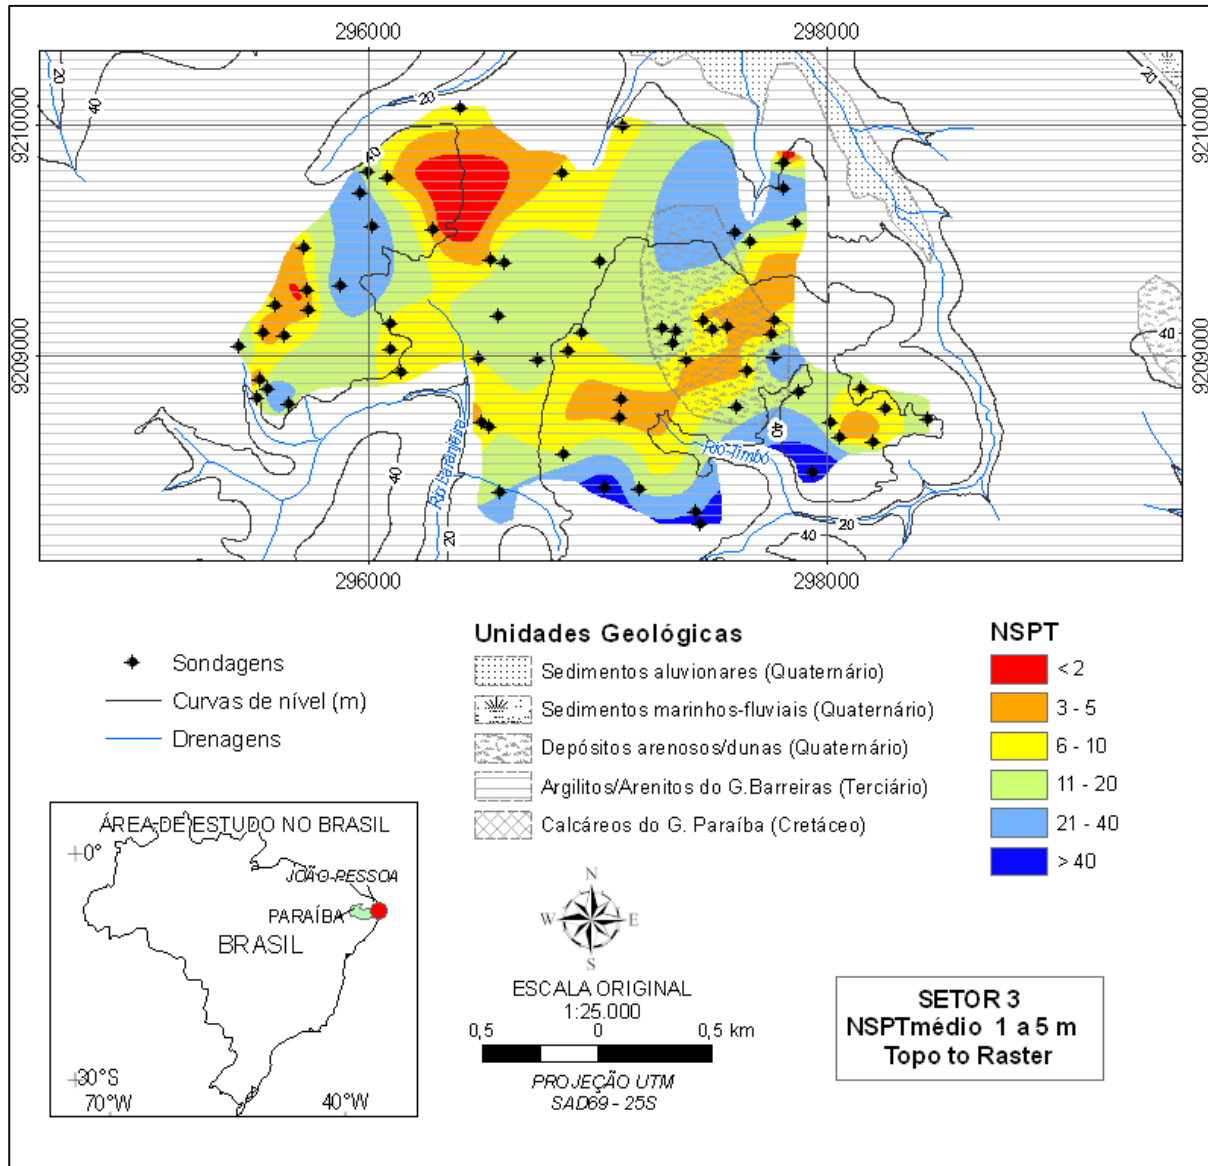 296000
298000
9210000
9210000
9209000
9209000
20
40
20
40
20
40
40
20
40
20
40
Rio Laranjeira
Rio-Timbó
296000
298000
Sondagens
Curvas de nível (m)
Drenagens
Unidades Geológicas
Sedimentos aluvionares (Quaternário)
Sedimentos marinhos-fluviais (Quaternário)
Depósitos arenosos/dunas (Quaternário)
Argilitos/Arenitos do G.Barreiras (Terciário)
Calcáreos do G. Paraíba (Cretáceo)
NSPT
< 2
3 - 5
6 - 10
11 - 20
21 - 40
> 40
ÁREA-DE-ESTUDO NO BRASIL
0°
JOÃO-PESSOA
PARAÍBA
BRASIL
30°S
70°W
40°W
N
W
E
S
ESCALA ORIGINAL
1:25.000
0,5 0 0,5 km
PROJEÇÃO UTM
SAD69 - 25S
SETOR 3
NSPTmédio 1 a 5 m
Topo to Raster